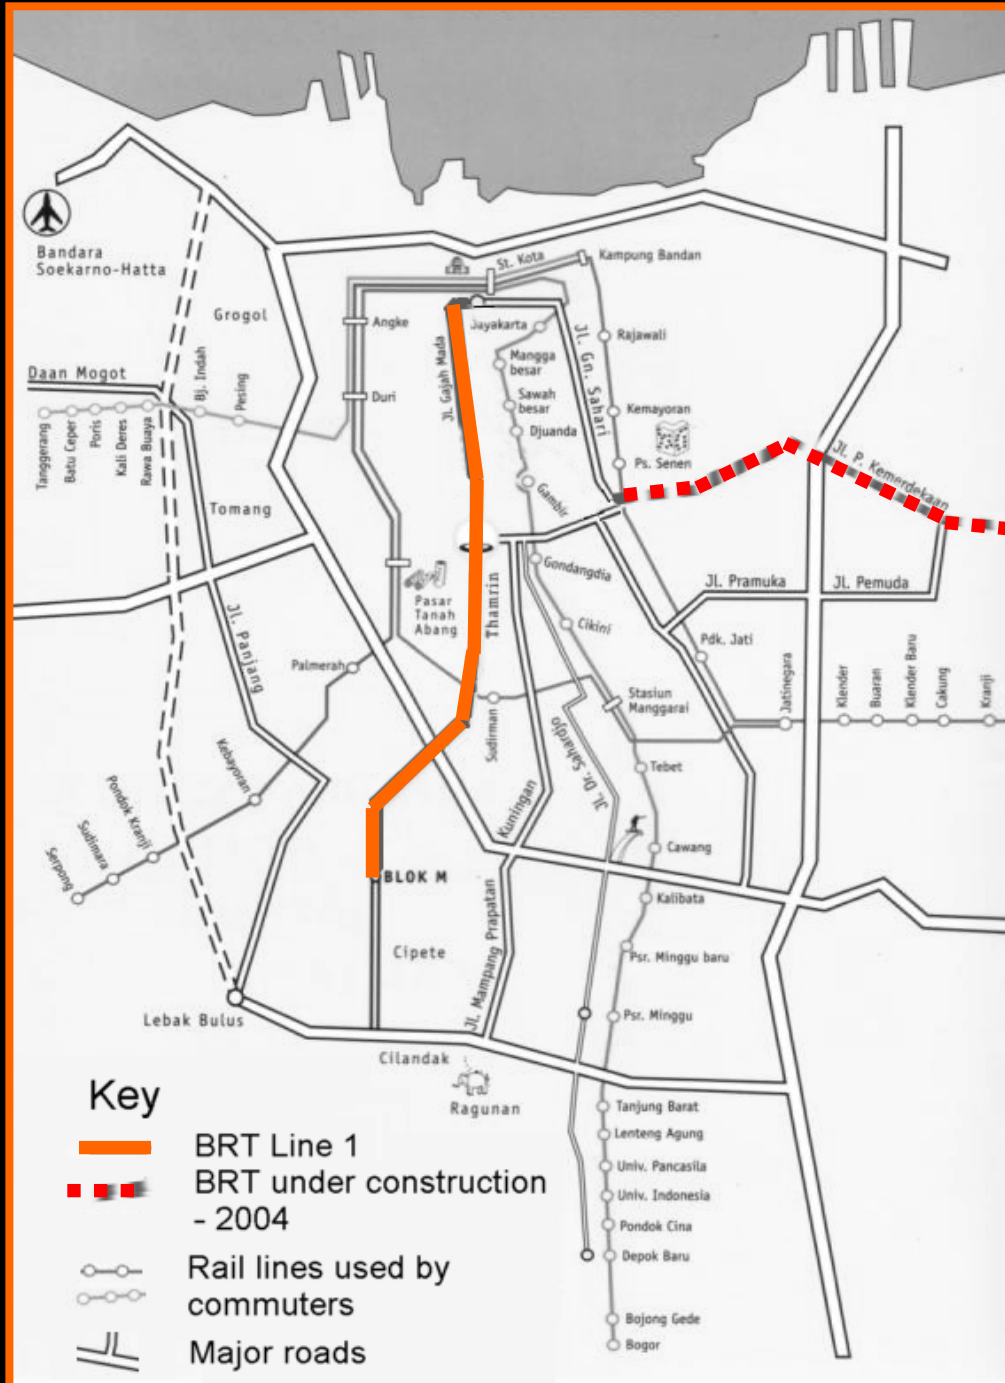 Bandara
Soekarno-Hatta
St. Kota
Kampung Bandan
Grogol
Angke
Jayakarta
Rajawali
Jl. Gajah Mada
Jl. Gn. Sahari
Mangga
besar
Daan Mogot
Bj. Indah
Pesing
Duri
Sawah
besar
Kemayoran
Djuanda
Tanggerang
Batu Ceper
Poris
Kali Deres
Rawa Buaya
Ps. Senen
Jl. P. Kemerdekaan
Gambir
Tomang
Gondangdia
Jl. Pramuka
Jl. Pemuda
Pasar
Tanah
Abang
Thamrin
Cikini
Jl. Panjang
Pdk. Jati
Palmerah
Stasiun
Manggarai
Jatinegara
Klender
Buaran
Klender Baru
Cakung
Kranji
Sudirman
Jl. Dr. Sahardjo
Kebayoran
Tebet
Kuningan
Pondok Kranji
Sudimara
Serpong
Cawang
BLOK M
Kalibata
Jl. Mampang Prapatan
Cipete
Psr. Minggu baru
Lebak Bulus
Psr. Minggu
Cilandak
Ragunan
Tanjung Barat
Lenteng Agung
Univ. Pancasila
Univ. Indonesia
Pondok Cina
Depok Baru
Bojong Gede
Bogor
Key
BRT Line 1
BRT under construction
- 2004
Rail lines used by
commuters
Major roads